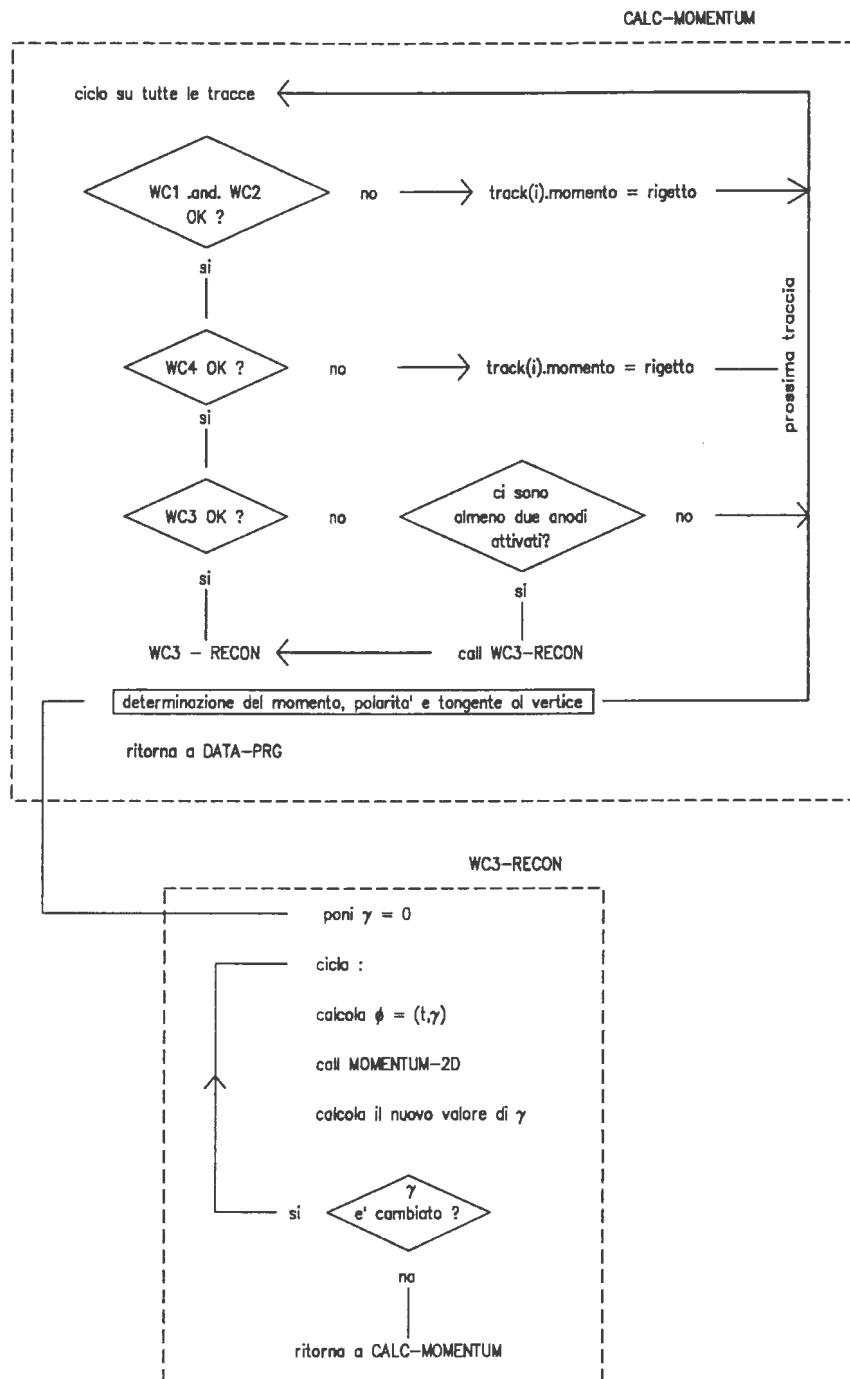 CALC-MOMENTUM
ciclo su tutte le tracce
WC1 .and. WC2
OK ?
no
track(i).momento = rigetto
si
prossima traccia
WC4 OK ?
no
track(i).momento = rigetto
si
WC3 OK ?
no
ci sono
almeno due anodi
attivati?
no
si
si
WC3 - RECON
call WC3-RECON
determinazione del momento, polarita' e tangente al vertice
ritorna a DATA-PRG
WC3-RECON
poni γ = 0
cicla :
calcola ϕ = (t,γ)
call MOMENTUM-2D
calcola il nuovo valore di γ
γ
e' cambiato ?
si
no
ritorna a CALC-MOMENTUM